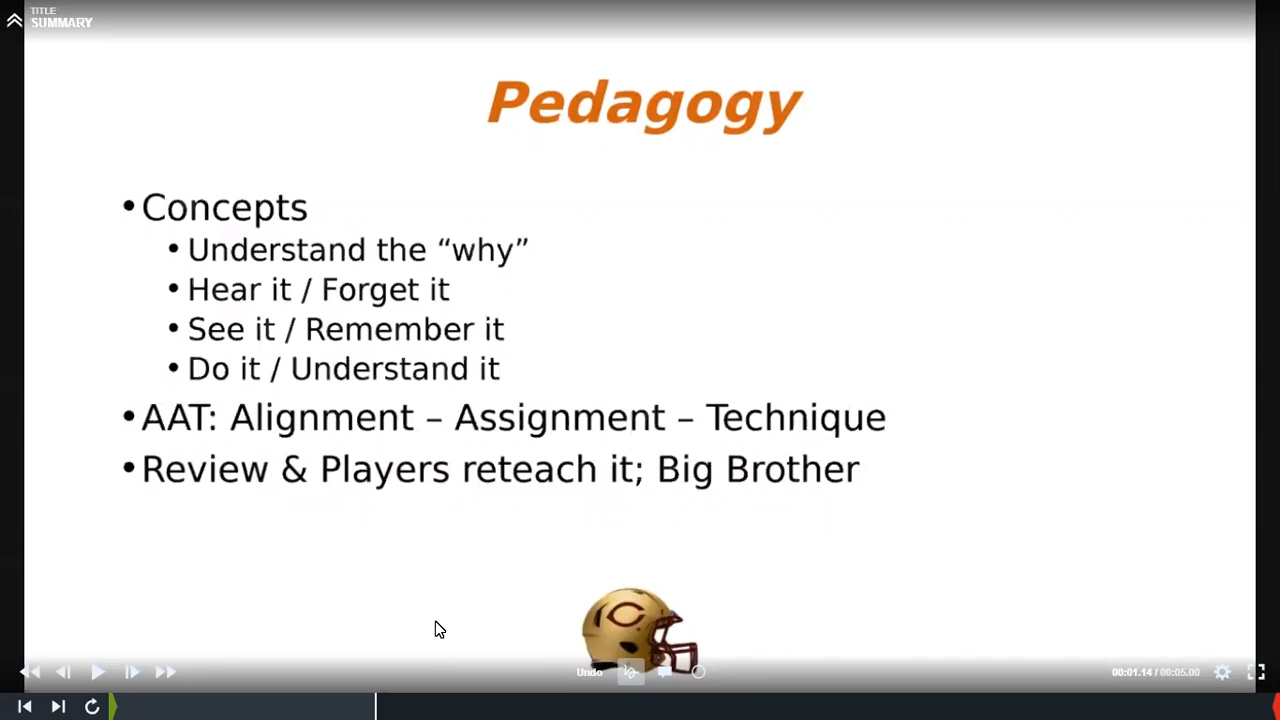 TITLE
SUMMARY
Pedagogy
•Concepts
•Understand the “why”
•Hear it / Forget it
•See it / Remember it
•Do it / Understand it
•AAT: Alignment – Assignment – Technique
•Review & Players reteach it; Big Brother
C
Undo
00:01.14 / 00:05.00